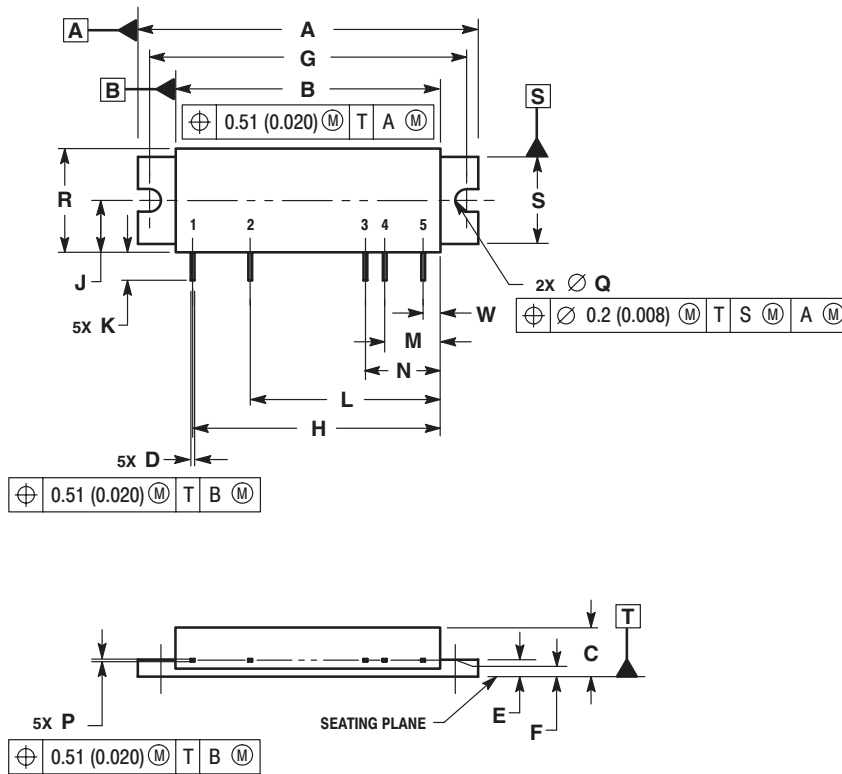 A A
G
B B
S
⌖ 0.51 (0.020) Ⓜ T A Ⓜ
R S
1 2 3 4 5
J
2X ∅ Q
5X K W
⌖ ∅ 0.2 (0.008) Ⓜ T S Ⓜ A Ⓜ
M
N
L
H
5X D
⌖ 0.51 (0.020) Ⓜ T B Ⓜ
T
C
5X P
SEATING PLANE E
F
⌖ 0.51 (0.020) Ⓜ T B Ⓜ